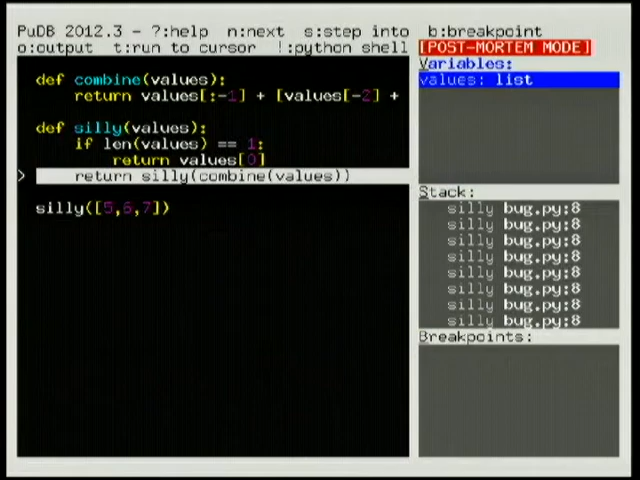 PuDB 2012.3 - ?:help  n:next  s:step into  b:breakpoint
o:output  t:run to cursor  !:python shell
[POST-MORTEM MODE]
def combine(values):
    return values[:-1] + [values[-2] +
def silly(values):
    if len(values) == 1:
        return values[0]
>    return silly(combine(values))
silly([5,6,7])
Variables:
values: list
Stack:
silly bug.py:8
silly bug.py:8
silly bug.py:8
silly bug.py:8
silly bug.py:8
silly bug.py:8
silly bug.py:8
silly bug.py:8
Breakpoints: